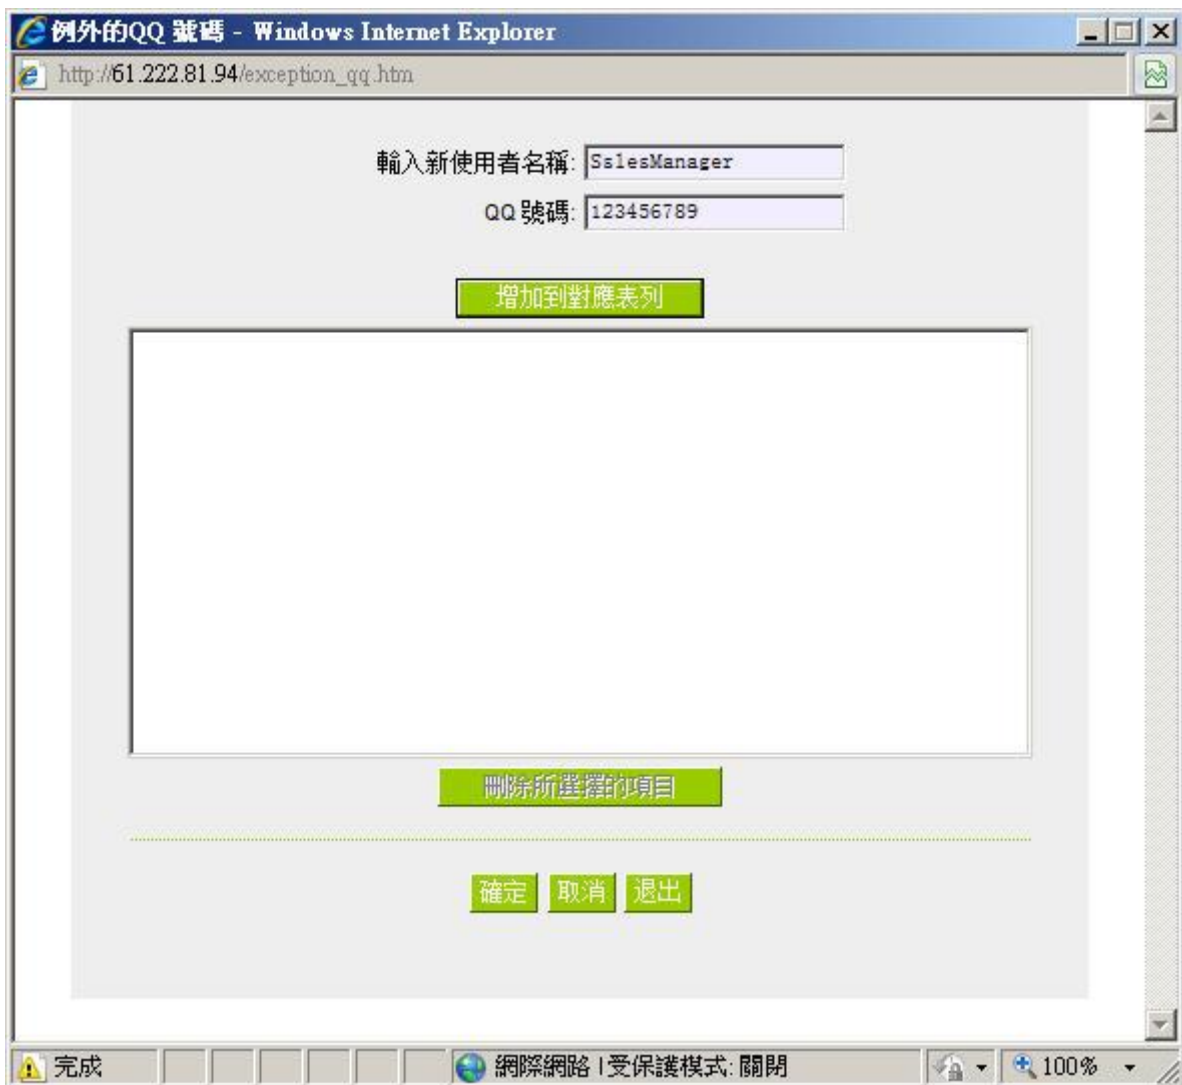 例外的QQ 號碼 - Windows Internet Explorer
http://61.222.81.94/exception_qq.htm
輸入新使用者名稱: SslesManager
QQ 號碼: 123456789
增加到對應表列
刪除所選擇的項目
確定 取消 退出
完成 網際網路 | 受保護模式: 關閉 100%